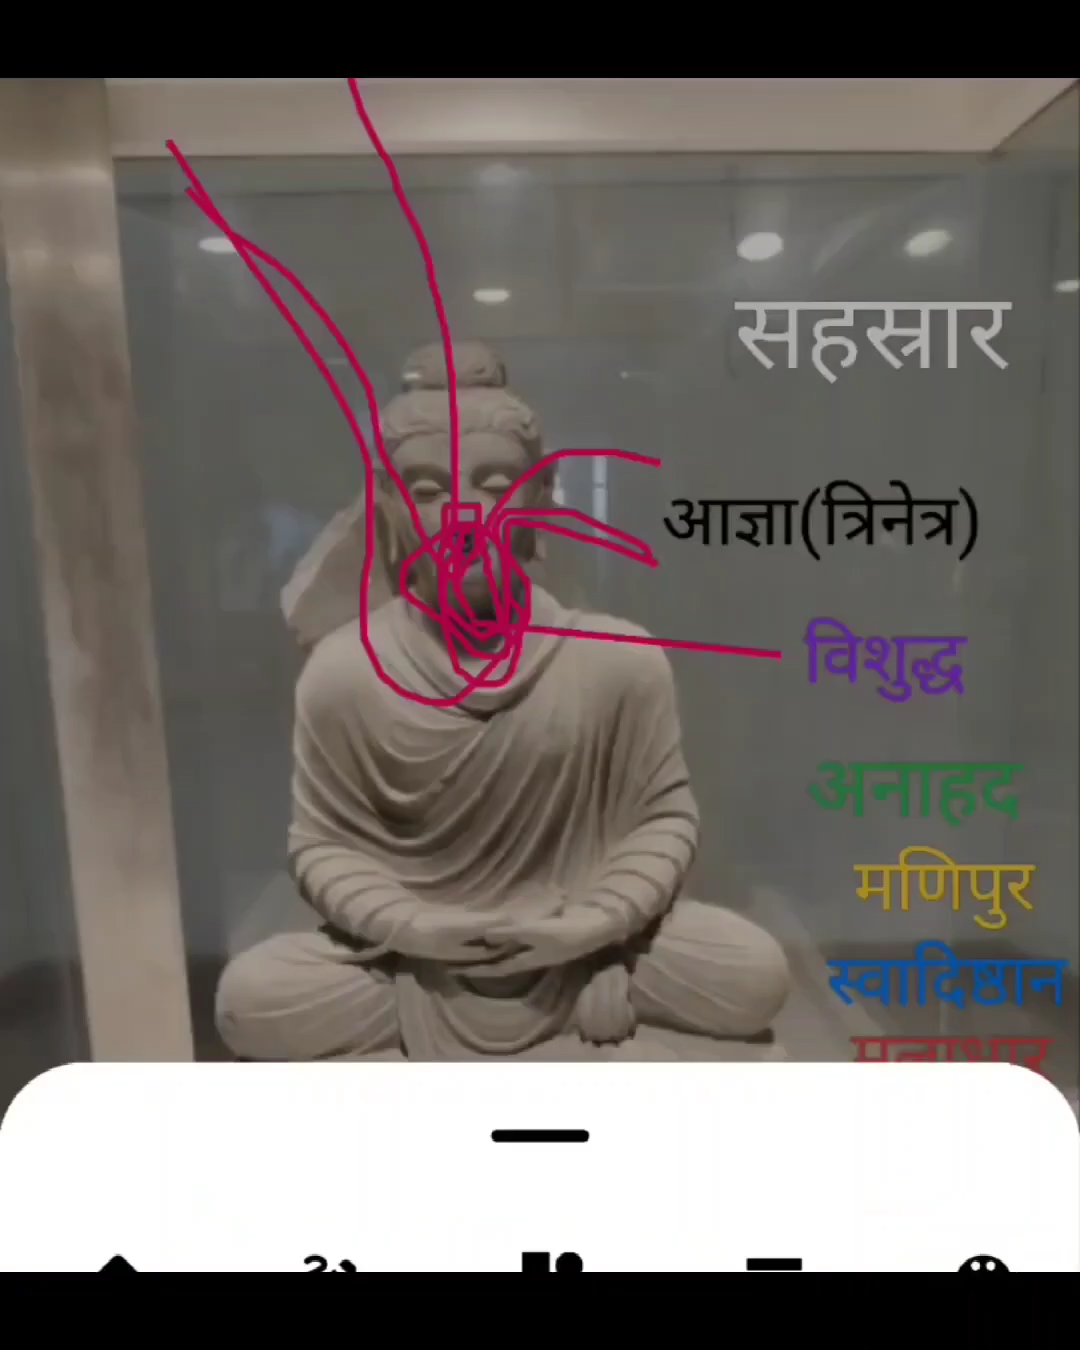 सहस्रार
आज्ञा(त्रिनेत्र)
विशुद्ध
अनाहद
मणिपुर
स्वादिष्ठान